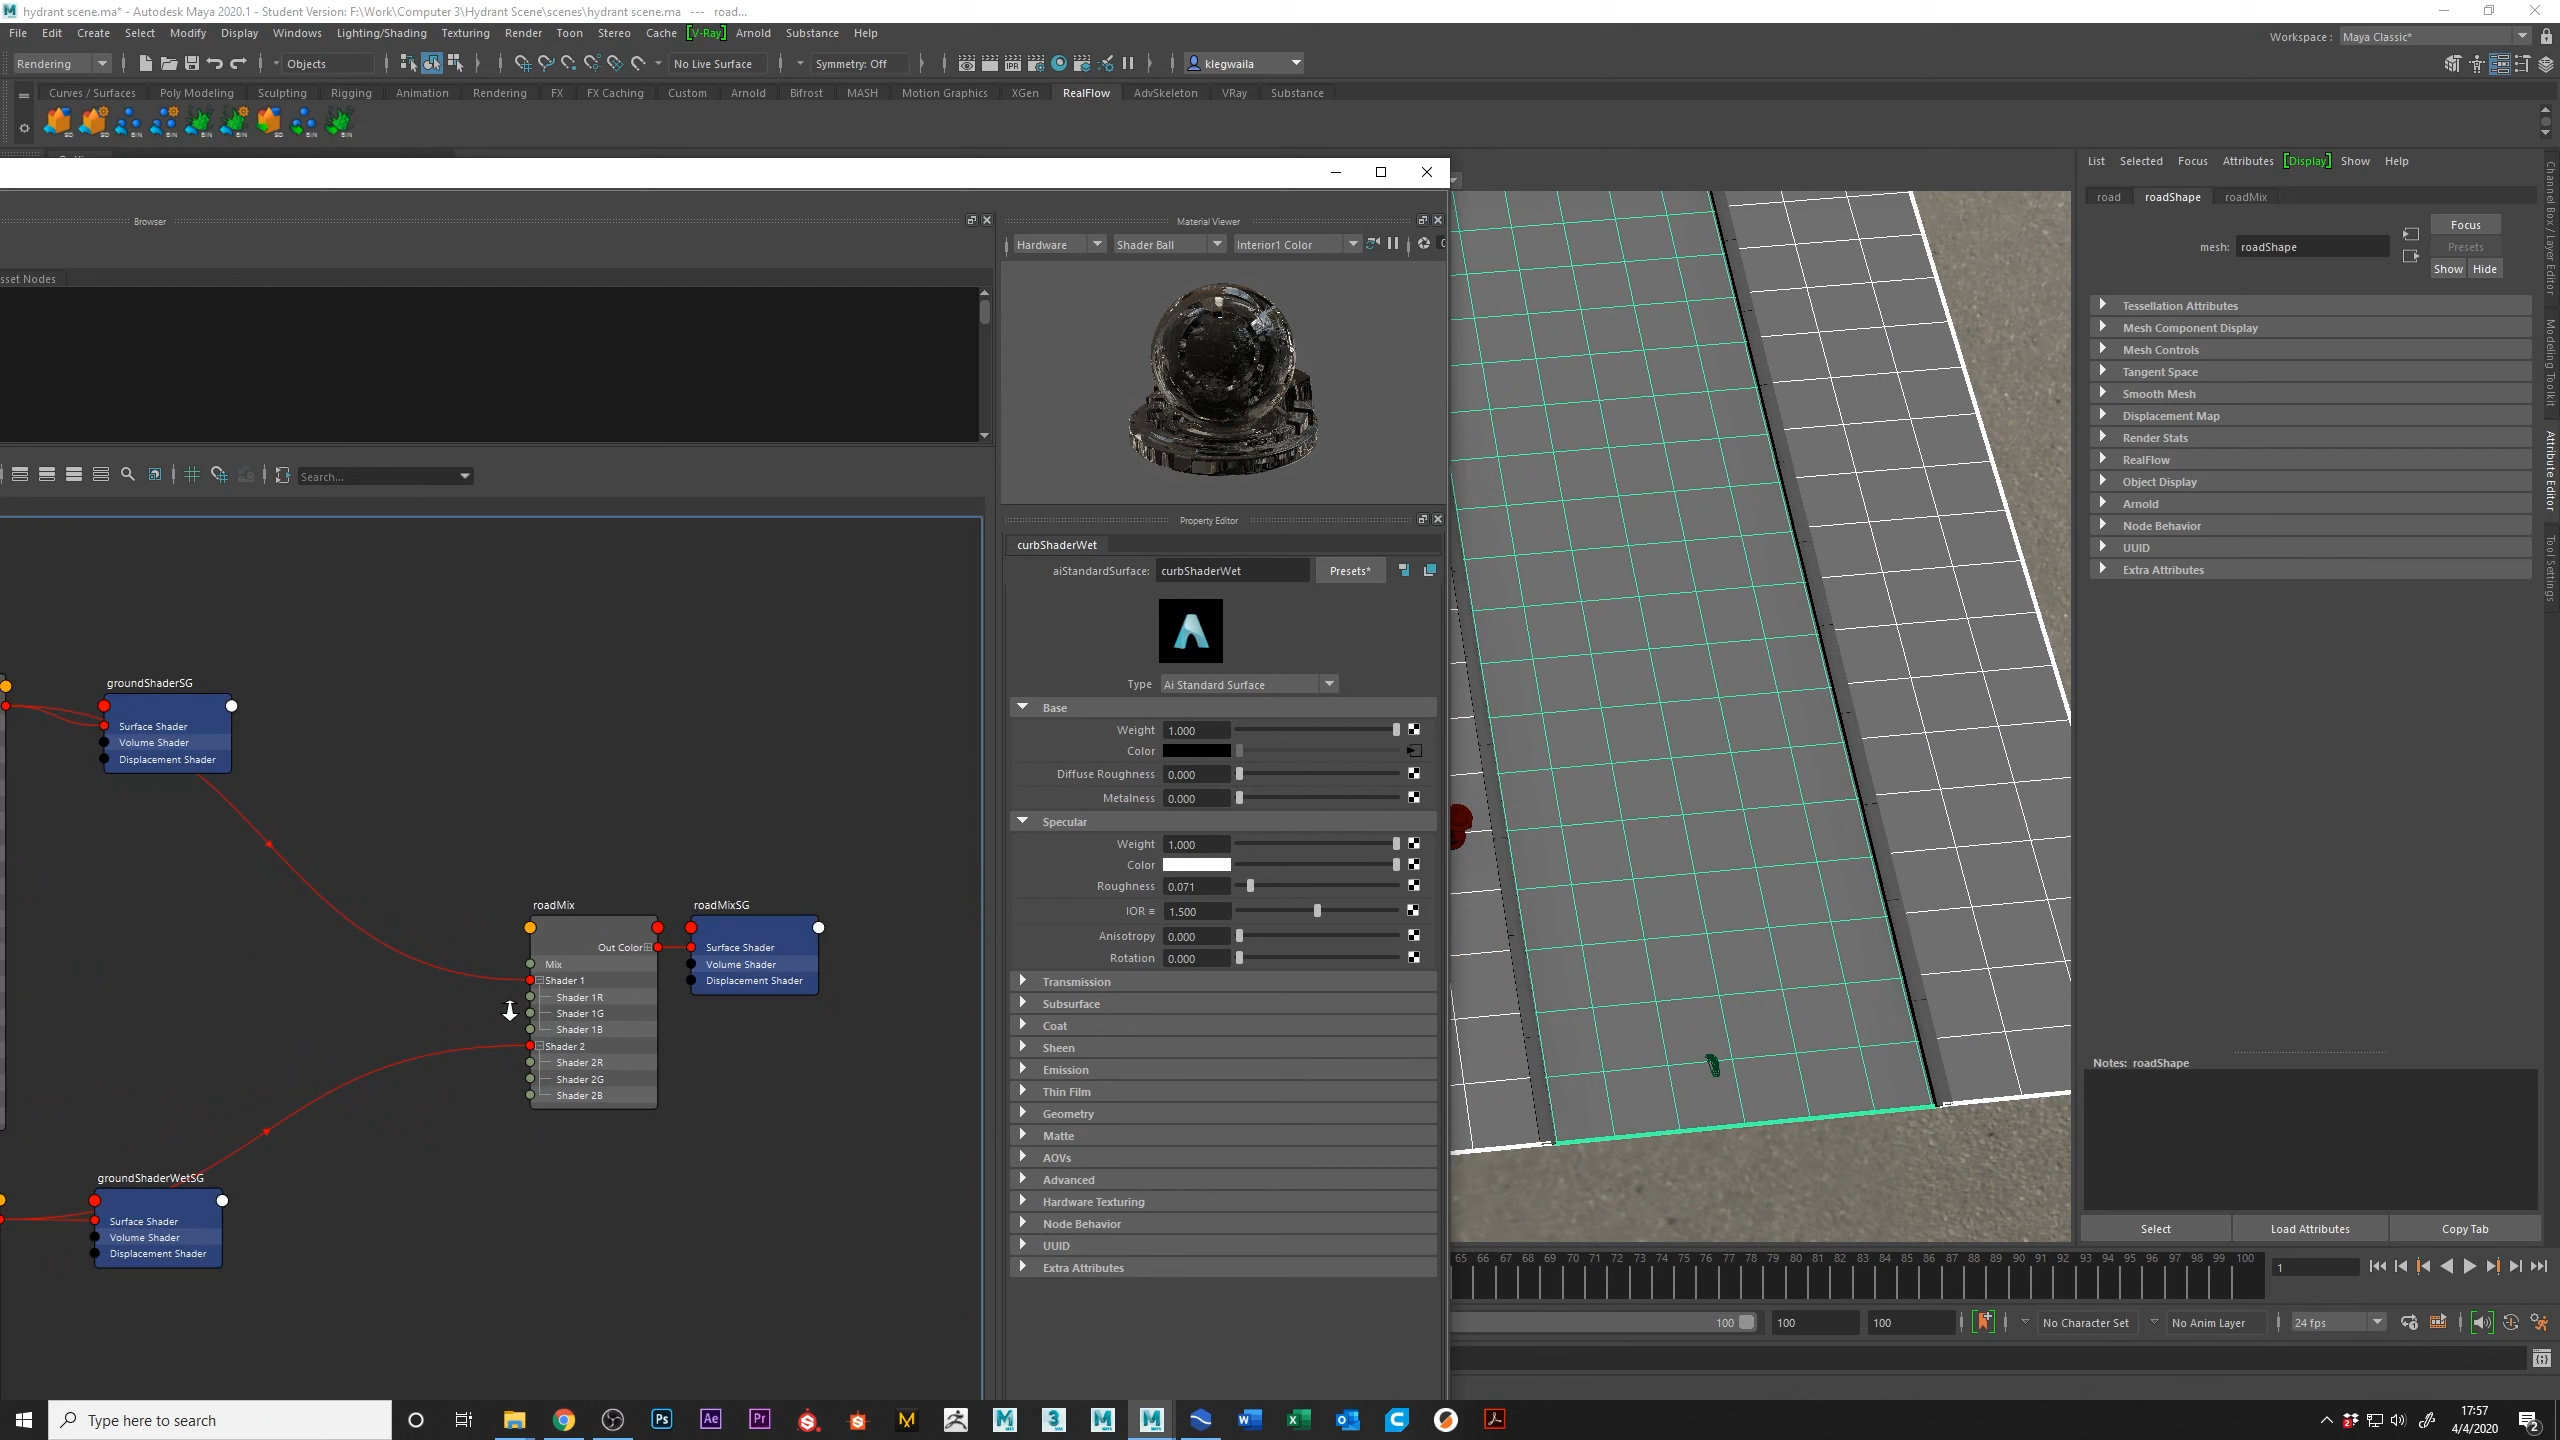 hydrant scene.ma* - Autodesk Maya 2020.1 - Student Version: F:\Work\Computer 3\Hydrant Scene\scenes\hydrant scene.ma   ---   road...
File Edit Create Select Modify Display Windows Lighting/Shading Texturing Render Toon Stereo Cache [V-Ray] Arnold Substance Help
Workspace : Maya Classic*
Rendering Objects No Live Surface Symmetry: Off IPR klegwaila
Curves / Surfaces Poly Modeling Sculpting Rigging Animation Rendering FX FX Caching Custom Arnold Bifrost MASH Motion Graphics XGen RealFlow AdvSkeleton VRay Substance
Browser
sset Nodes
Search...
groundShaderSG
Surface Shader
Volume Shader
Displacement Shader
roadMix
Out Color
Mix
Shader 1
Shader 1R
Shader 1G
Shader 1B
Shader 2
Shader 2R
Shader 2G
Shader 2B
roadMixSG
Surface Shader
Volume Shader
Displacement Shader
groundShaderWetSG
Surface Shader
Volume Shader
Displacement Shader
Material Viewer
Hardware Shader Ball Interior1 Color
Property Editor
curbShaderWet
aiStandardSurface: curbShaderWet Presets*
Type Ai Standard Surface
Base
Weight 1.000
Color
Diffuse Roughness 0.000
Metalness 0.000
Specular
Weight 1.000
Color
Roughness 0.071
IOR 1.500
Anisotropy 0.000
Rotation 0.000
Transmission
Subsurface
Coat
Sheen
Emission
Thin Film
Geometry
Matte
AOVs
Advanced
Hardware Texturing
Node Behavior
UUID
Extra Attributes
List Selected Focus Attributes [Display] Show Help
road roadShape roadMix
Focus
mesh: roadShape Presets
Show Hide
Tessellation Attributes
Mesh Component Display
Mesh Controls
Tangent Space
Smooth Mesh
Displacement Map
Render Stats
RealFlow
Object Display
Arnold
Node Behavior
UUID
Extra Attributes
Notes: roadShape
Select Load Attributes Copy Tab
Channel Box / Layer Editor
Modeling Toolkit
Attribute Editor
Tool Settings
65 66 67 68 69 70 71 72 73 74 75 76 77 78 79 80 81 82 83 84 85 86 87 88 89 90 91 92 93 94 95 96 97 98 99 100
1
100 100 100 No Character Set No Anim Layer 24 fps
Type here to search
Ps Ae Pr
17:57
4/4/2020